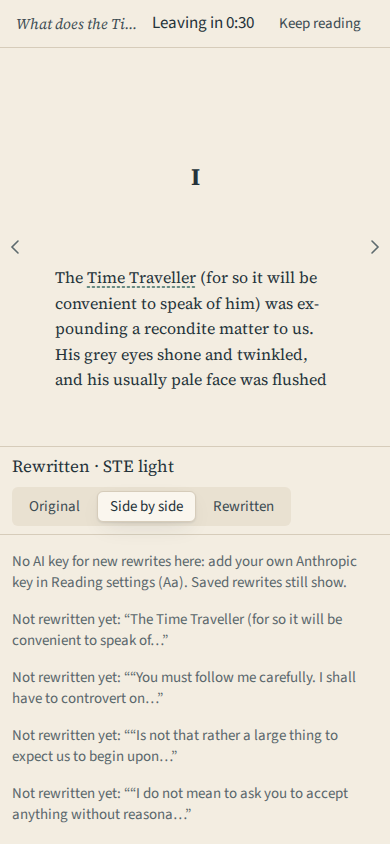 What does the Ti...
Leaving in 0:30
Keep reading
I
The Time Traveller (for so it will be
convenient to speak of him) was ex-
pounding a recondite matter to us.
His grey eyes shone and twinkled,
and his usually pale face was flushed
Rewritten · STE light
Original
Side by side
Rewritten
No AI key for new rewrites here: add your own Anthropic
key in Reading settings (Aa). Saved rewrites still show.
Not rewritten yet: “The Time Traveller (for so it will be
convenient to speak of…”
Not rewritten yet: ““You must follow me carefully. I shall
have to controvert on…”
Not rewritten yet: ““Is not that rather a large thing to
expect us to begin upon…”
Not rewritten yet: ““I do not mean to ask you to accept
anything without reasona…”